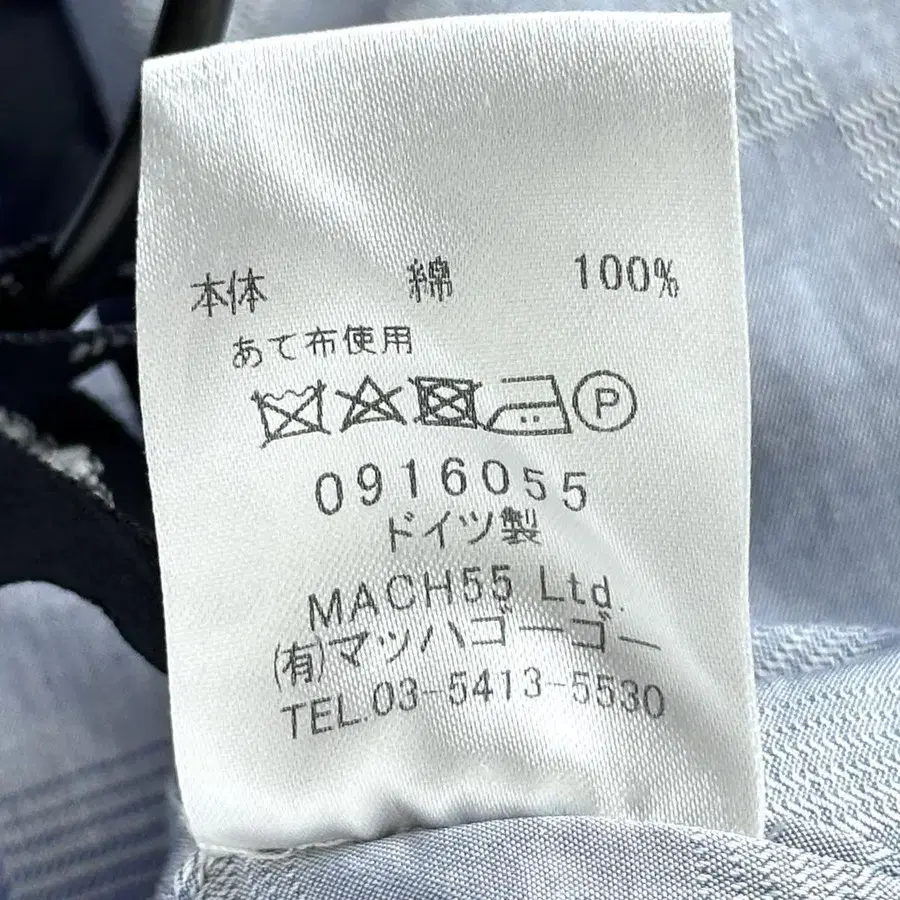 本体 綿 100%
あて布使用
P
0916055
ドイツ製
MACH55 Ltd.
(有)マッハゴーゴー
TEL.03-5413-5530